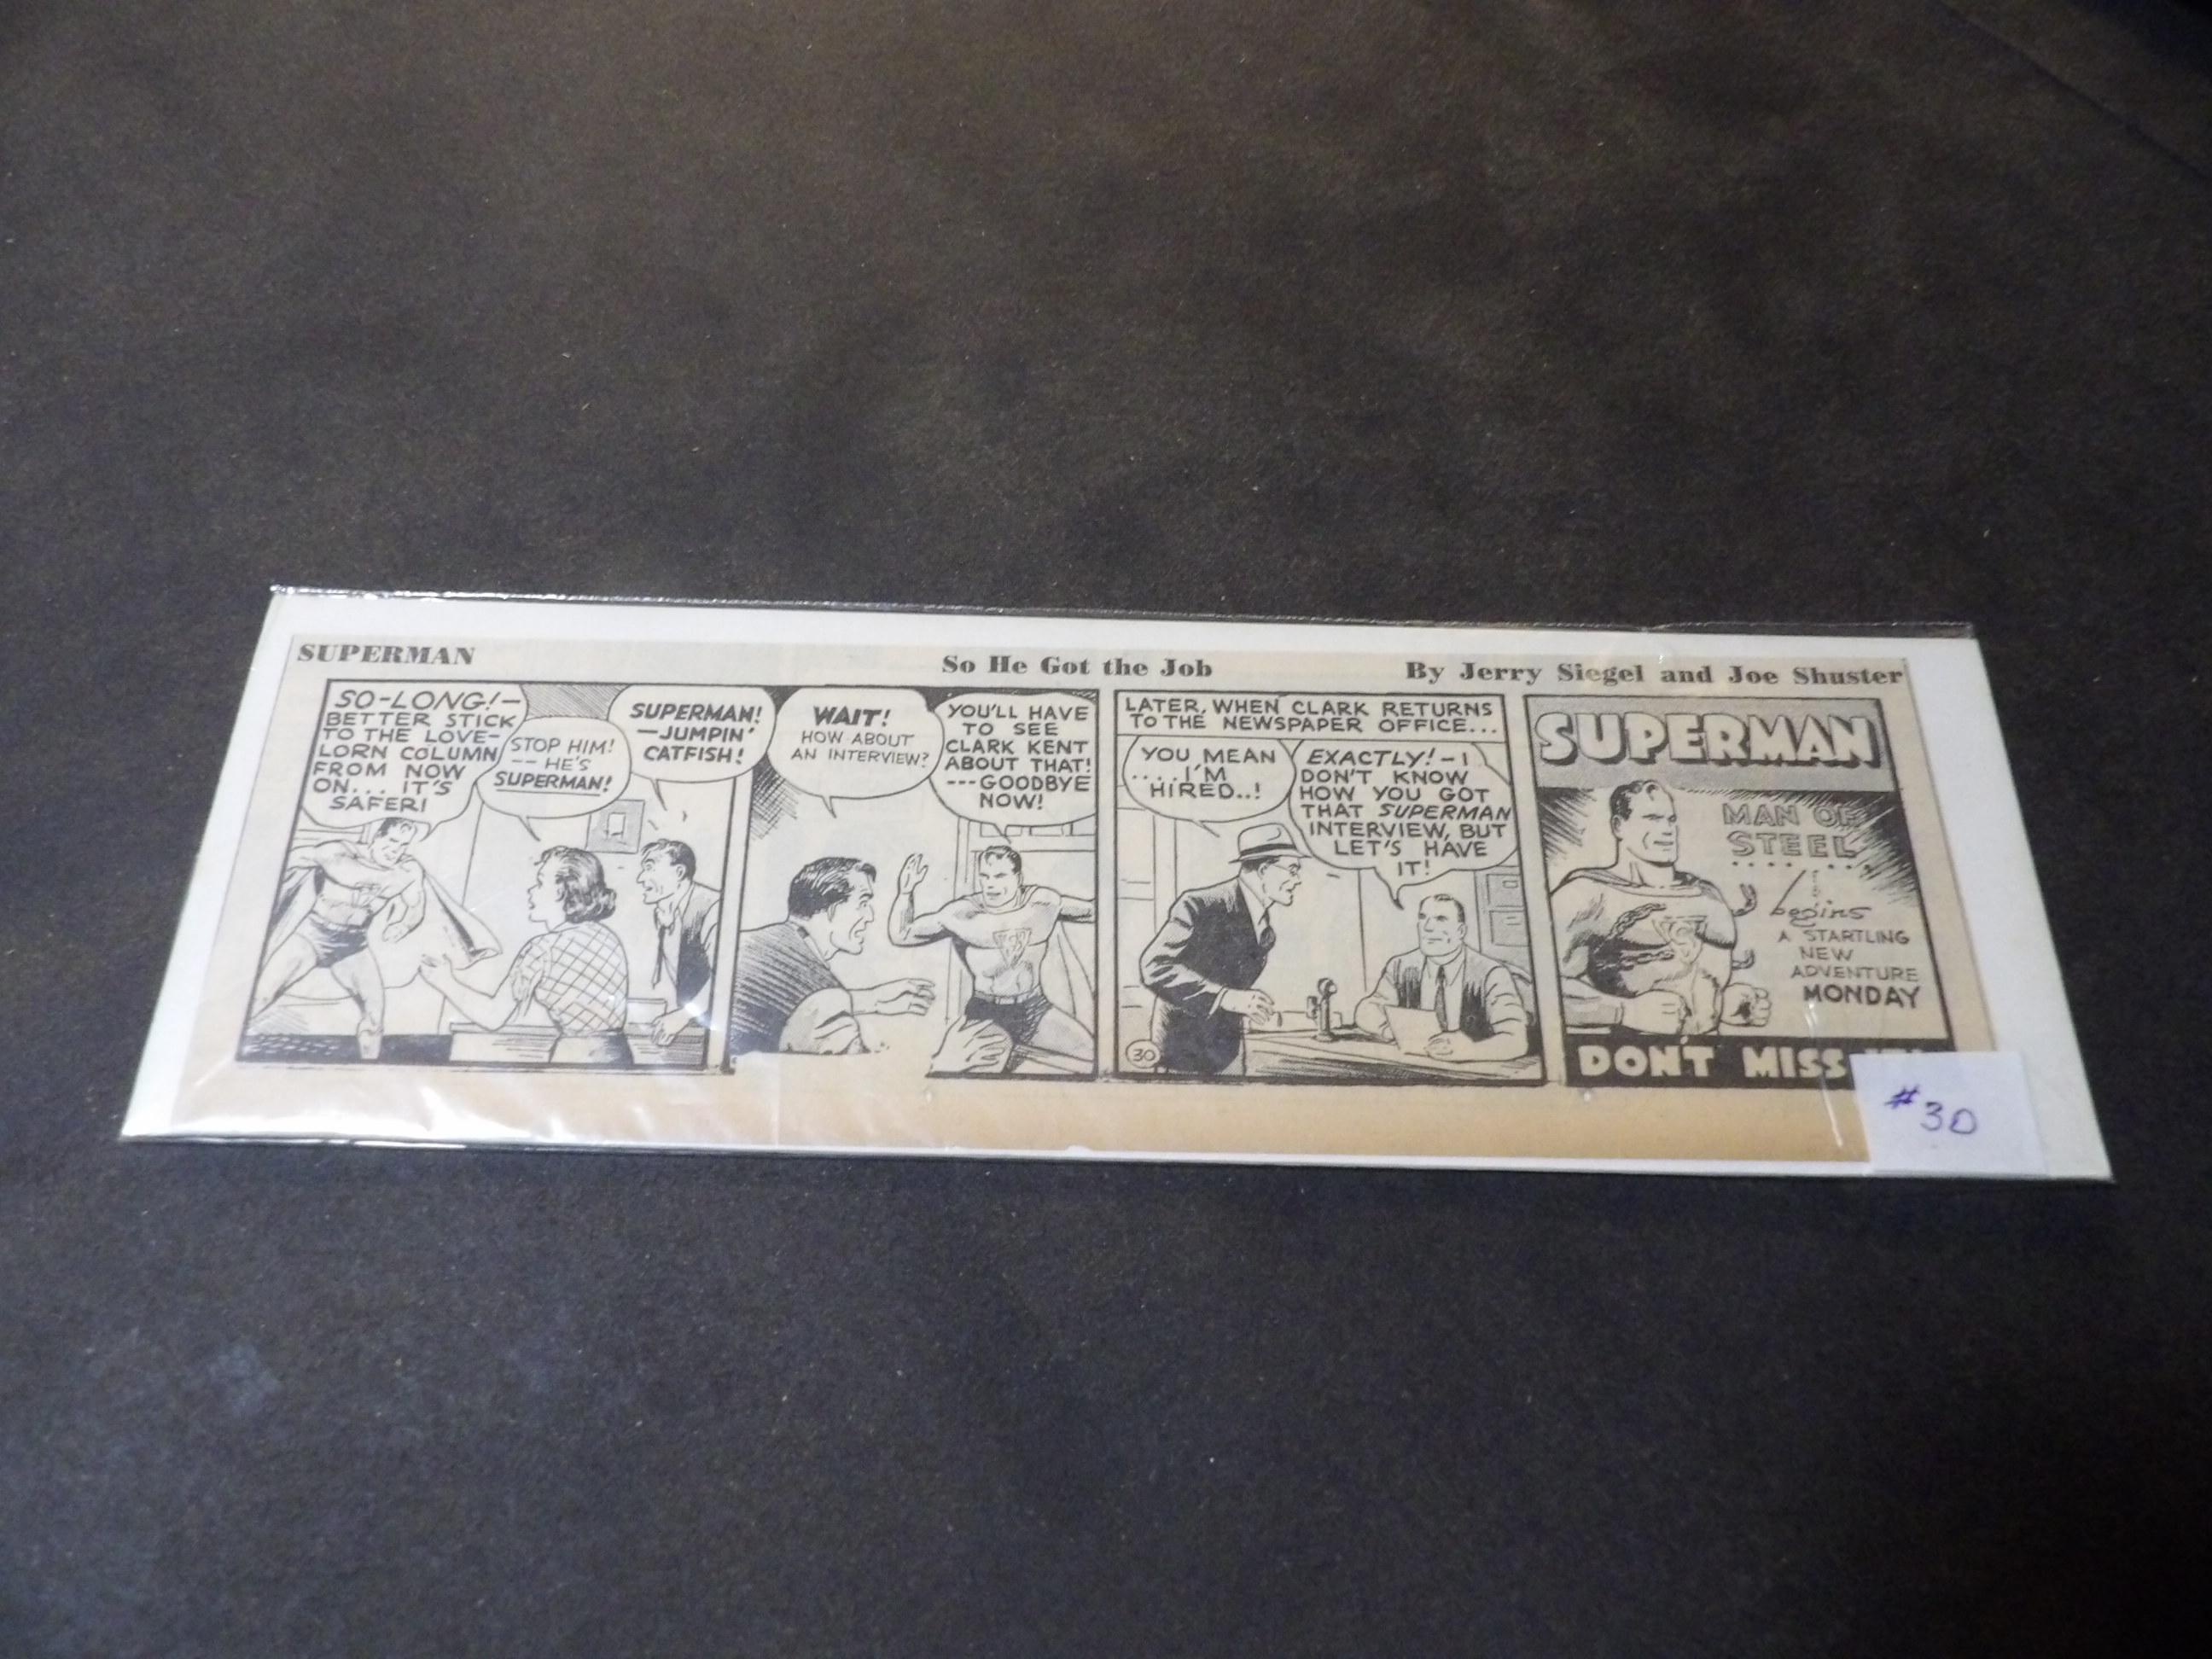 SUPERMAN
So He Got the Job
By Jerry Siegel and Joe Shuster
SO-LONG!—
BETTER STICK
TO THE LOVE-
LORN COLUMN
FROM NOW
ON... IT'S
SAFER!
STOP HIM!
-- HE'S
SUPERMAN!
SUPERMAN!
—JUMPIN'
CATFISH!
WAIT!
HOW ABOUT
AN INTERVIEW?
YOU'LL HAVE
TO SEE
CLARK KENT
ABOUT THAT!
---GOODBYE
NOW!
LATER, WHEN CLARK RETURNS
TO THE NEWSPAPER OFFICE...
YOU MEAN
....I'M
HIRED..!
EXACTLY!-I
DON'T KNOW
HOW YOU GOT
THAT SUPERMAN
INTERVIEW, BUT
LET'S HAVE
IT!
30
SUPERMAN
MAN OF
STEEL
begins
A STARTLING
NEW
ADVENTURE
MONDAY
DON'T MISS
#30